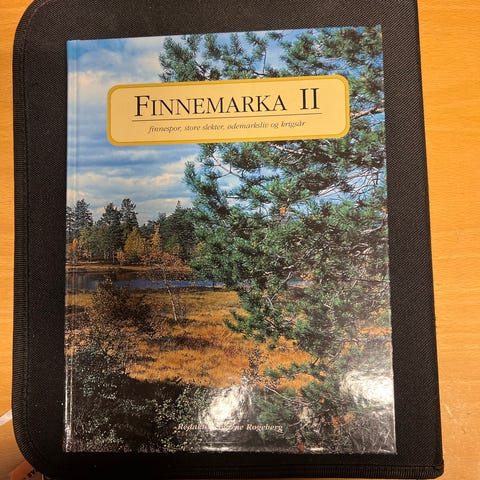 FINNEMARKA II
finnespor, store slekter, ødemarksliv og krigsår
Rogeberg